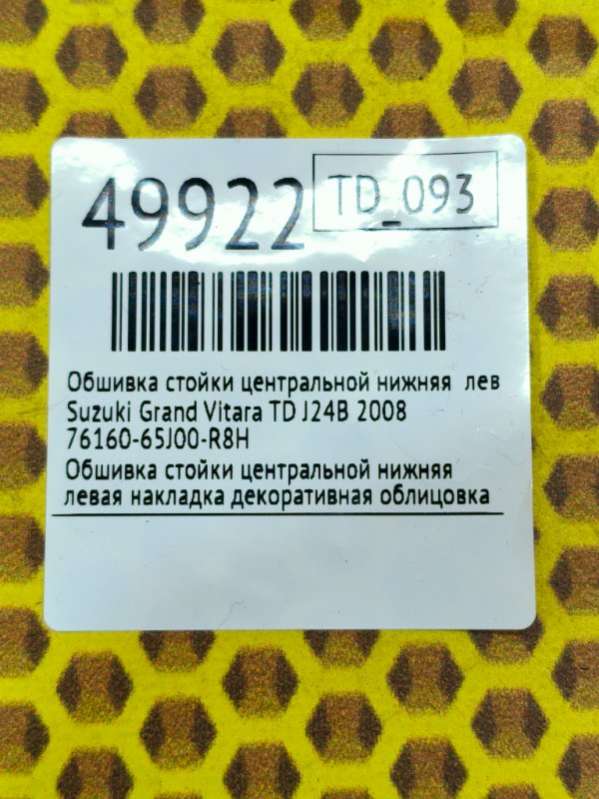 49922
TD_093
Обшивка стойки центральной нижняя лев
Suzuki Grand Vitara TD J24B 2008
76160-65J00-R8H
Обшивка стойки центральной нижняя
левая накладка декоративная облицовка